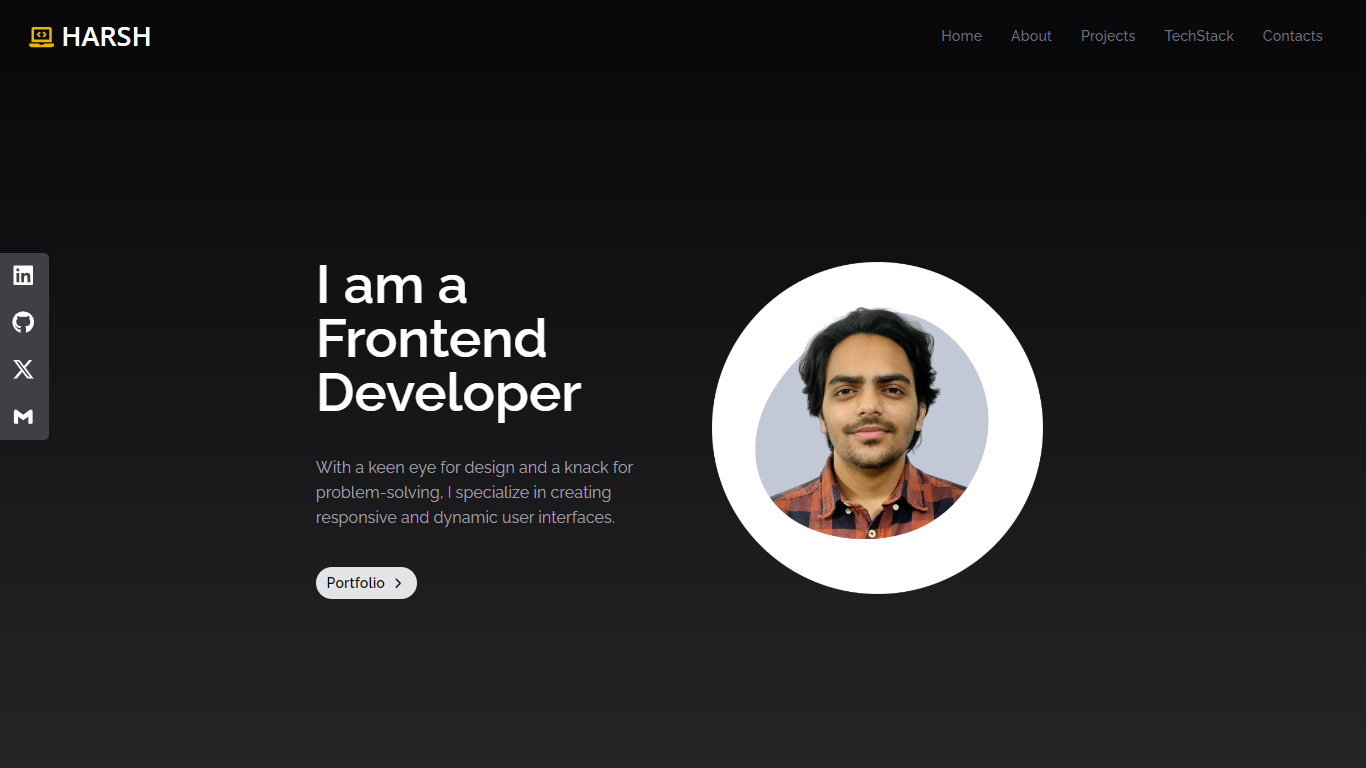 HARSH
Home About Projects TechStack Contacts
I am a
Frontend
Developer
With a keen eye for design and a knack for
problem-solving, I specialize in creating
responsive and dynamic user interfaces.
Portfolio